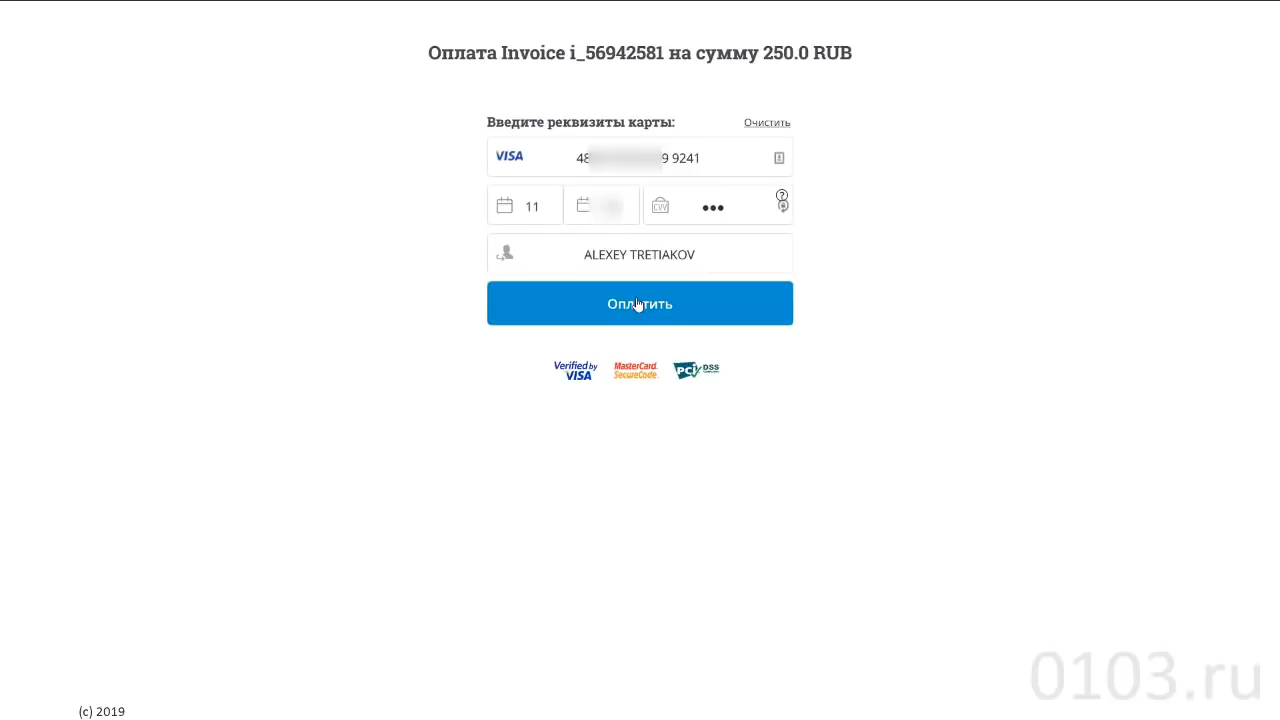 Оплата Invoice i_56942581 на сумму 250.0 RUB
Введите реквизиты карты: Очистить
VISA 48 9 9241
11 CVV ••• ?
ALEXEY TRETIAKOV
Оплатить
Verified by VISA MasterCard. SecureCode. PCI DSS
0103.ru
(c) 2019